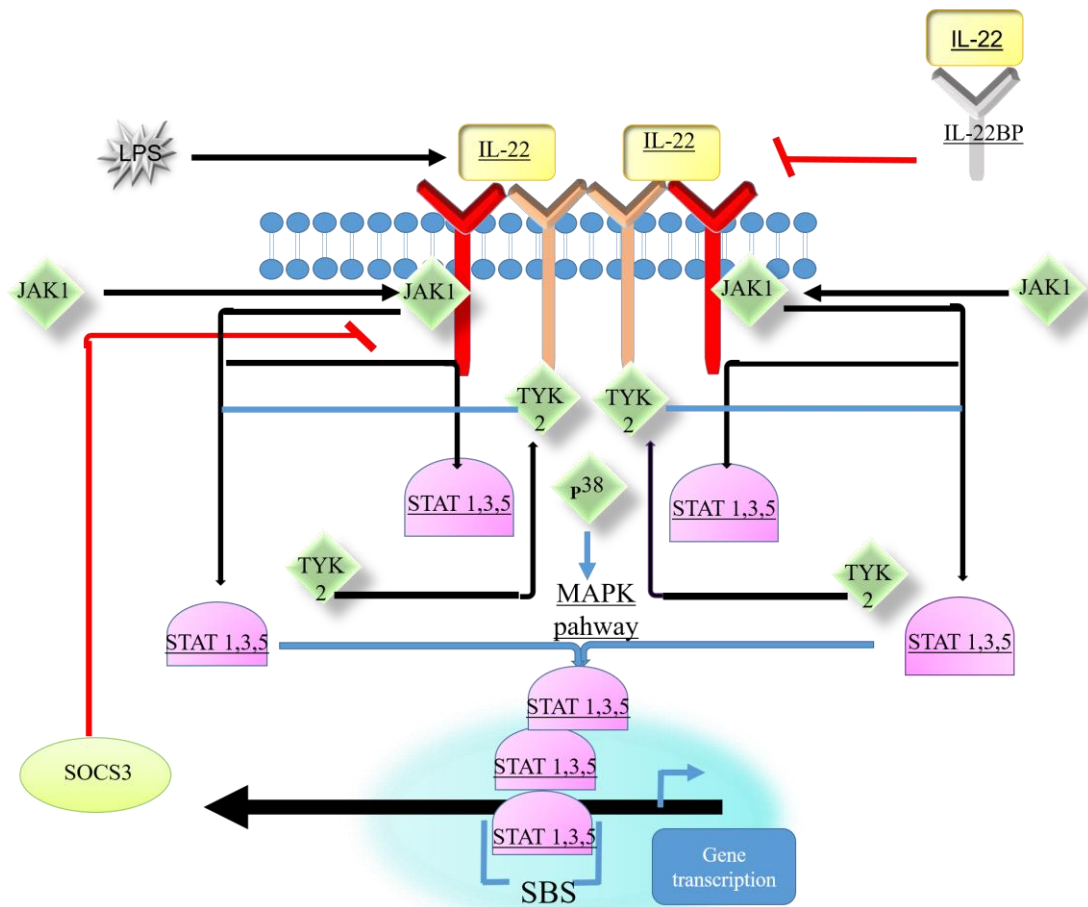 IL-22
IL-22BP
LPS
IL-22
IL-22
JAK1
JAK1
JAK1
JAK1
TYK
2
TYK
2
STAT 1,3,5
P38
STAT 1,3,5
TYK
2
TYK
2
MAPK
pahway
STAT 1,3,5
STAT 1,3,5
STAT 1,3,5
STAT 1,3,5
SOCS3
STAT 1,3,5
Gene
transcription
SBS